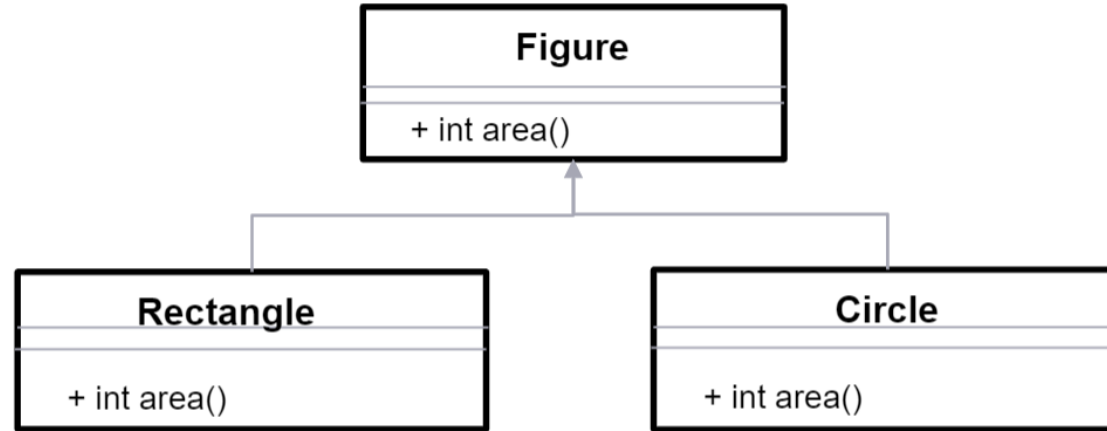 Figure
+ int area()
Rectangle
+ int area()
Circle
+ int area()